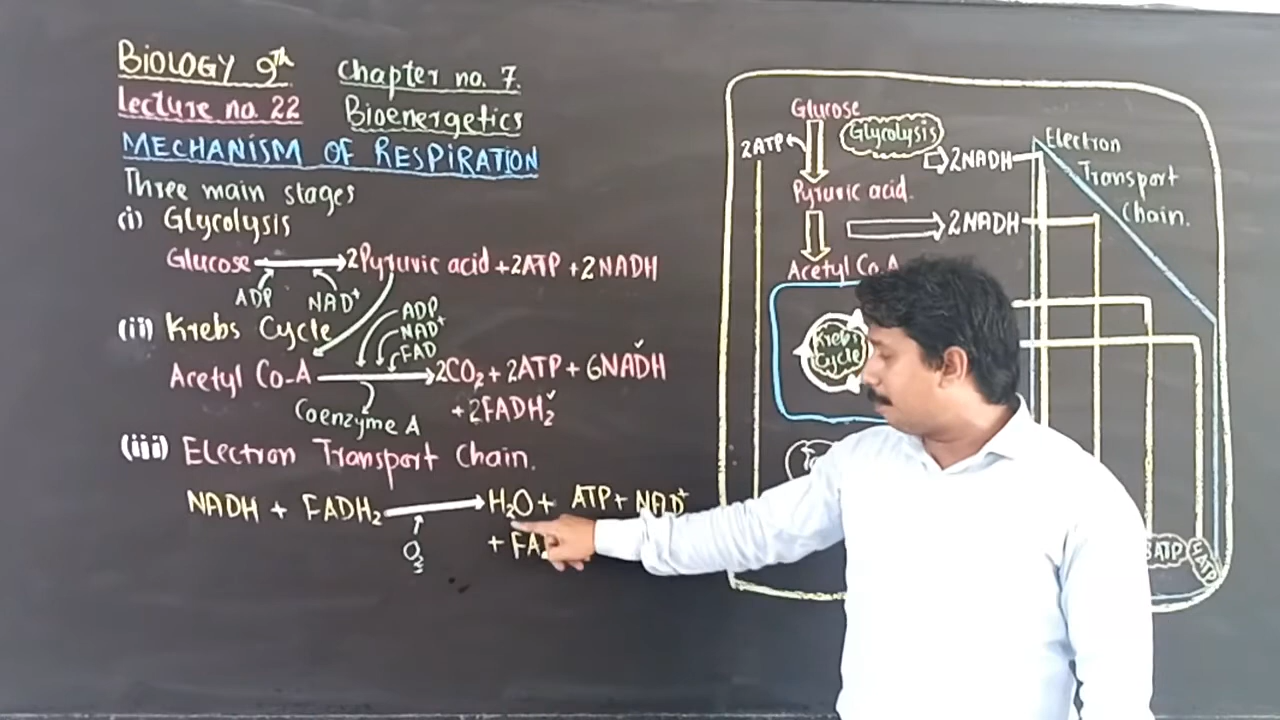 BiOLOGY 9th chapter no. 7.
Lecture no. 22 Bioenergetics
MECHANISM OF RESPIRATION
Three main stages
(i) Glycolysis
Glucose → 2Pyruvic acid + 2ATP + 2NADH
ADP NAD+
(ii) Krebs Cycle
ADP
NAD+
FAD
Acetyl Co-A → 2CO2 + 2ATP + 6NADH
+ 2FADH2
Coenzyme A
(iii) Electron Transport Chain.
NADH + FADH2 → H2O + ATP + NAD+
O2
+ FAD
Glucose
2ATP
Glycolysis
2NADH
Electron
Transport
Chain.
Pyruvic acid.
2NADH
Acetyl Co-A
Krebs
Cycle